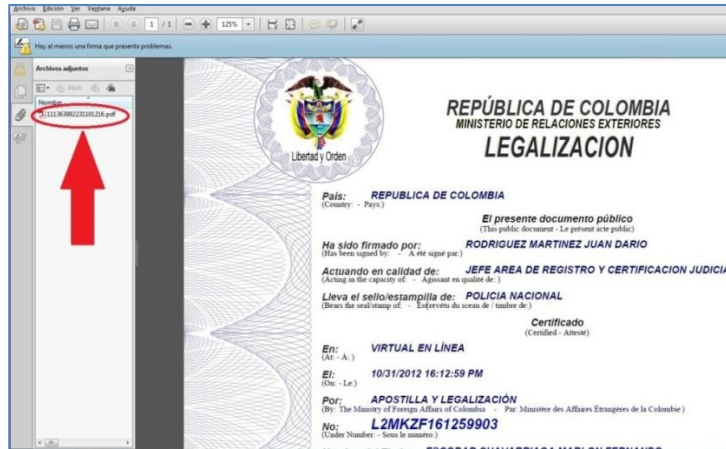 Archivo Edición Ver Ventana Ayuda
1 / 1 125%
Hay al menos una firma que presenta problemas.
Archivos adjuntos
Abrir
Nombre
REPÚBLICA DE COLOMBIA
MINISTERIO DE RELACIONES EXTERIORES
LEGALIZACION
Libertad y Orden
País: REPUBLICA DE COLOMBIA
(Country: - Pays:)
El presente documento público
(This public document - Le présent acte public)
Ha sido firmado por: RODRIGUEZ MARTINEZ JUAN DARIO
(Has been signed by: - A été signé par:)
Actuando en calidad de: JEFE AREA DE REGISTRO Y CERTIFICACION JUDICIA
(Acting in the capacity of: - Agissant en qualité de: )
Lleva el sello/estampilla de: POLICIA NACIONAL
(Bears the seal/stamp of: - Est revêtu du sceau de / timbre de:)
Certificado
(Certified - Attesté)
En: VIRTUAL EN LÍNEA
(At: - À: )
El: 10/31/2012 16:12:59 PM
(On: - Le:)
Por: APOSTILLA Y LEGALIZACIÓN
(By: The Ministry of Foreign Affairs of Colombia - Par: Ministère des Affaires Étrangères de la Colombie )
No: L2MKZF161259903
(Under Number: - Sous le numéro:)